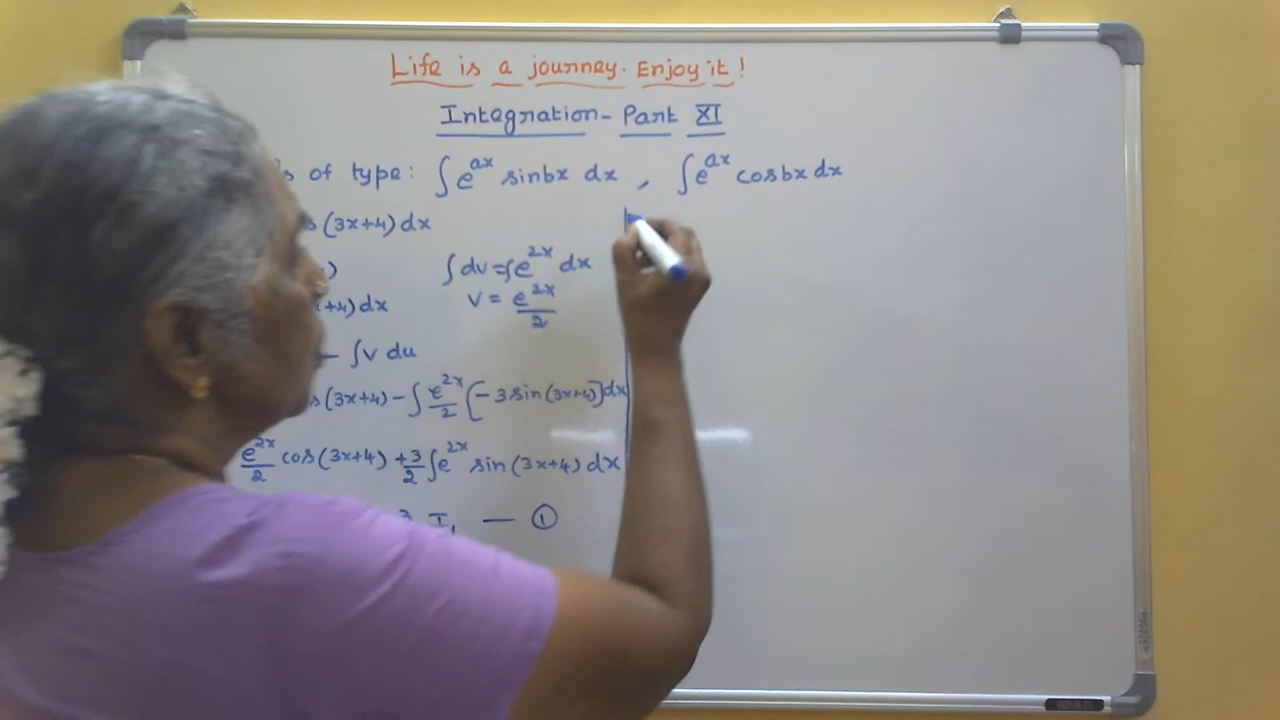 Life is a journey. Enjoy it!
Integration - Part XI
s of type: ∫e^{ax} sinbx dx , ∫e^{ax} cosbx dx
s (3x+4) dx
) ∫dv = ∫e^{2x} dx
+4) dx v = e^{2x}/2
- ∫v du
s (3x+4) - ∫ e^{2x}/2 [-3 sin(3x+4)] dx
e^{2x}/2 cos(3x+4) + 3/2 ∫e^{2x} sin(3x+4) dx
I₁ — ①